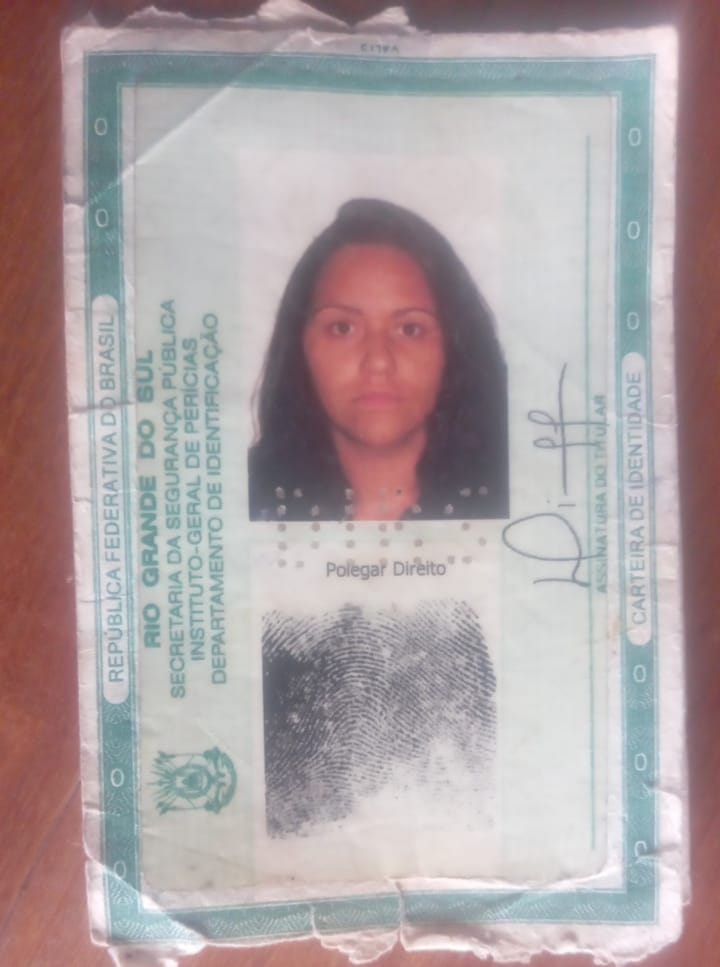 REPÚBLICA FEDERATIVA DO BRASIL
RIO GRANDE DO SUL
SECRETARIA DA SEGURANÇA PÚBLICA
INSTITUTO-GERAL DE PERÍCIAS
DEPARTAMENTO DE IDENTIFICAÇÃO
Polegar Direito
ASSINATURA DO TITULAR
CARTEIRA DE IDENTIDADE